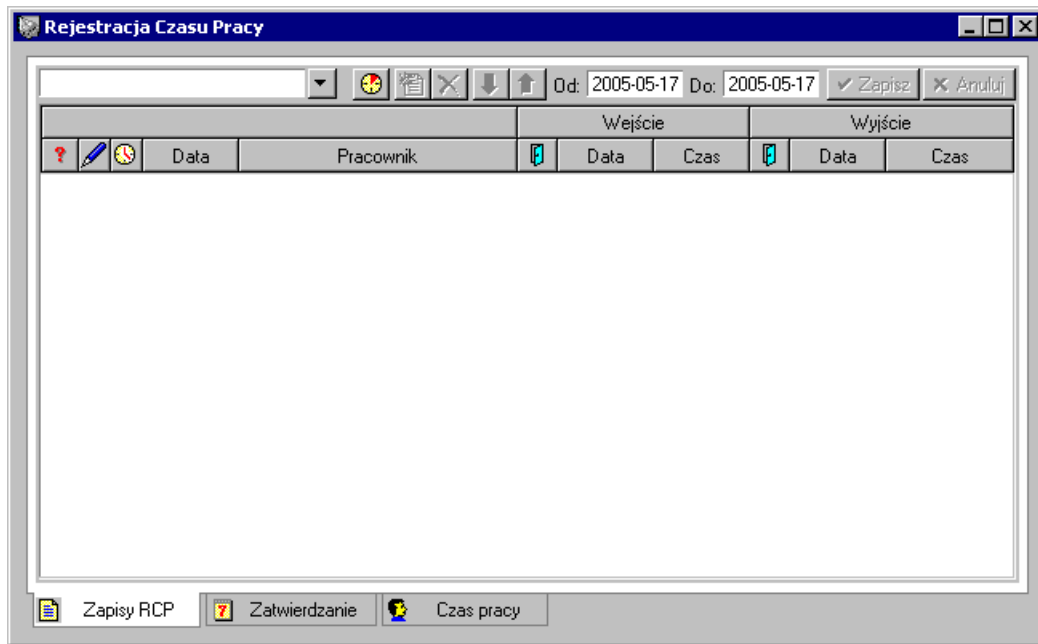 Rejestracja Czasu Pracy
Od: 2005-05-17 Do: 2005-05-17 Zapisz Anuluj
Wejście Wyjście
? Data Pracownik Data Czas Data Czas
Zapisy RCP 7 Zatwierdzanie Czas pracy